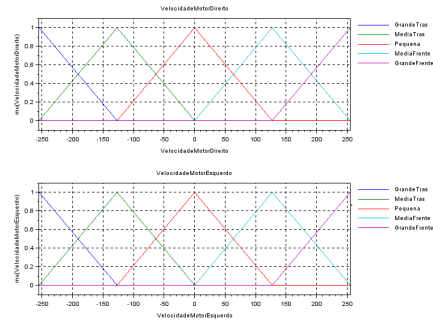 VelocidadeMotorDireito
mu(VelocidadeMotorDireito)
1
0.8
0.6
0.4
0.2
0
-250 -200 -150 -100 -50 0 50 100 150 200 250
VelocidadeMotorDireito
GrandeTras
MediaTras
Pequena
MediaFrente
GrandeFrente
VelocidadeMotorEsquerdo
mu(VelocidadeMotorEsquerdo)
1
0.8
0.6
0.4
0.2
0
-250 -200 -150 -100 -50 0 50 100 150 200 250
VelocidadeMotorEsquerdo
GrandeTras
MediaTras
Pequena
MediaFrente
GrandeFrente